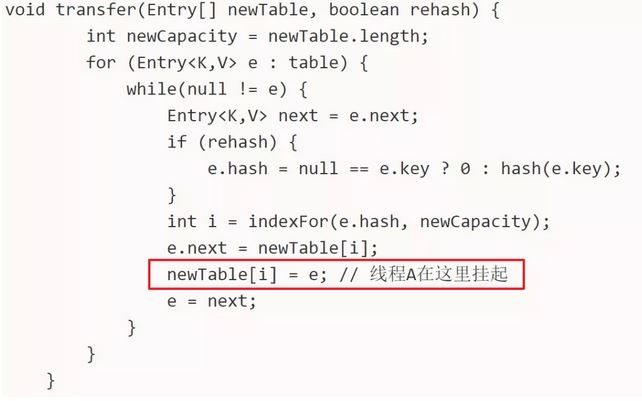 void transfer(Entry[] newTable, boolean rehash) {
        int newCapacity = newTable.length;
        for (Entry<K,V> e : table) {
            while(null != e) {
                Entry<K,V> next = e.next;
                if (rehash) {
                    e.hash = null == e.key ? 0 : hash(e.key);
                }
                int i = indexFor(e.hash, newCapacity);
                e.next = newTable[i];
                newTable[i] = e; // 线程A在这里挂起
                e = next;
            }
        }
    }